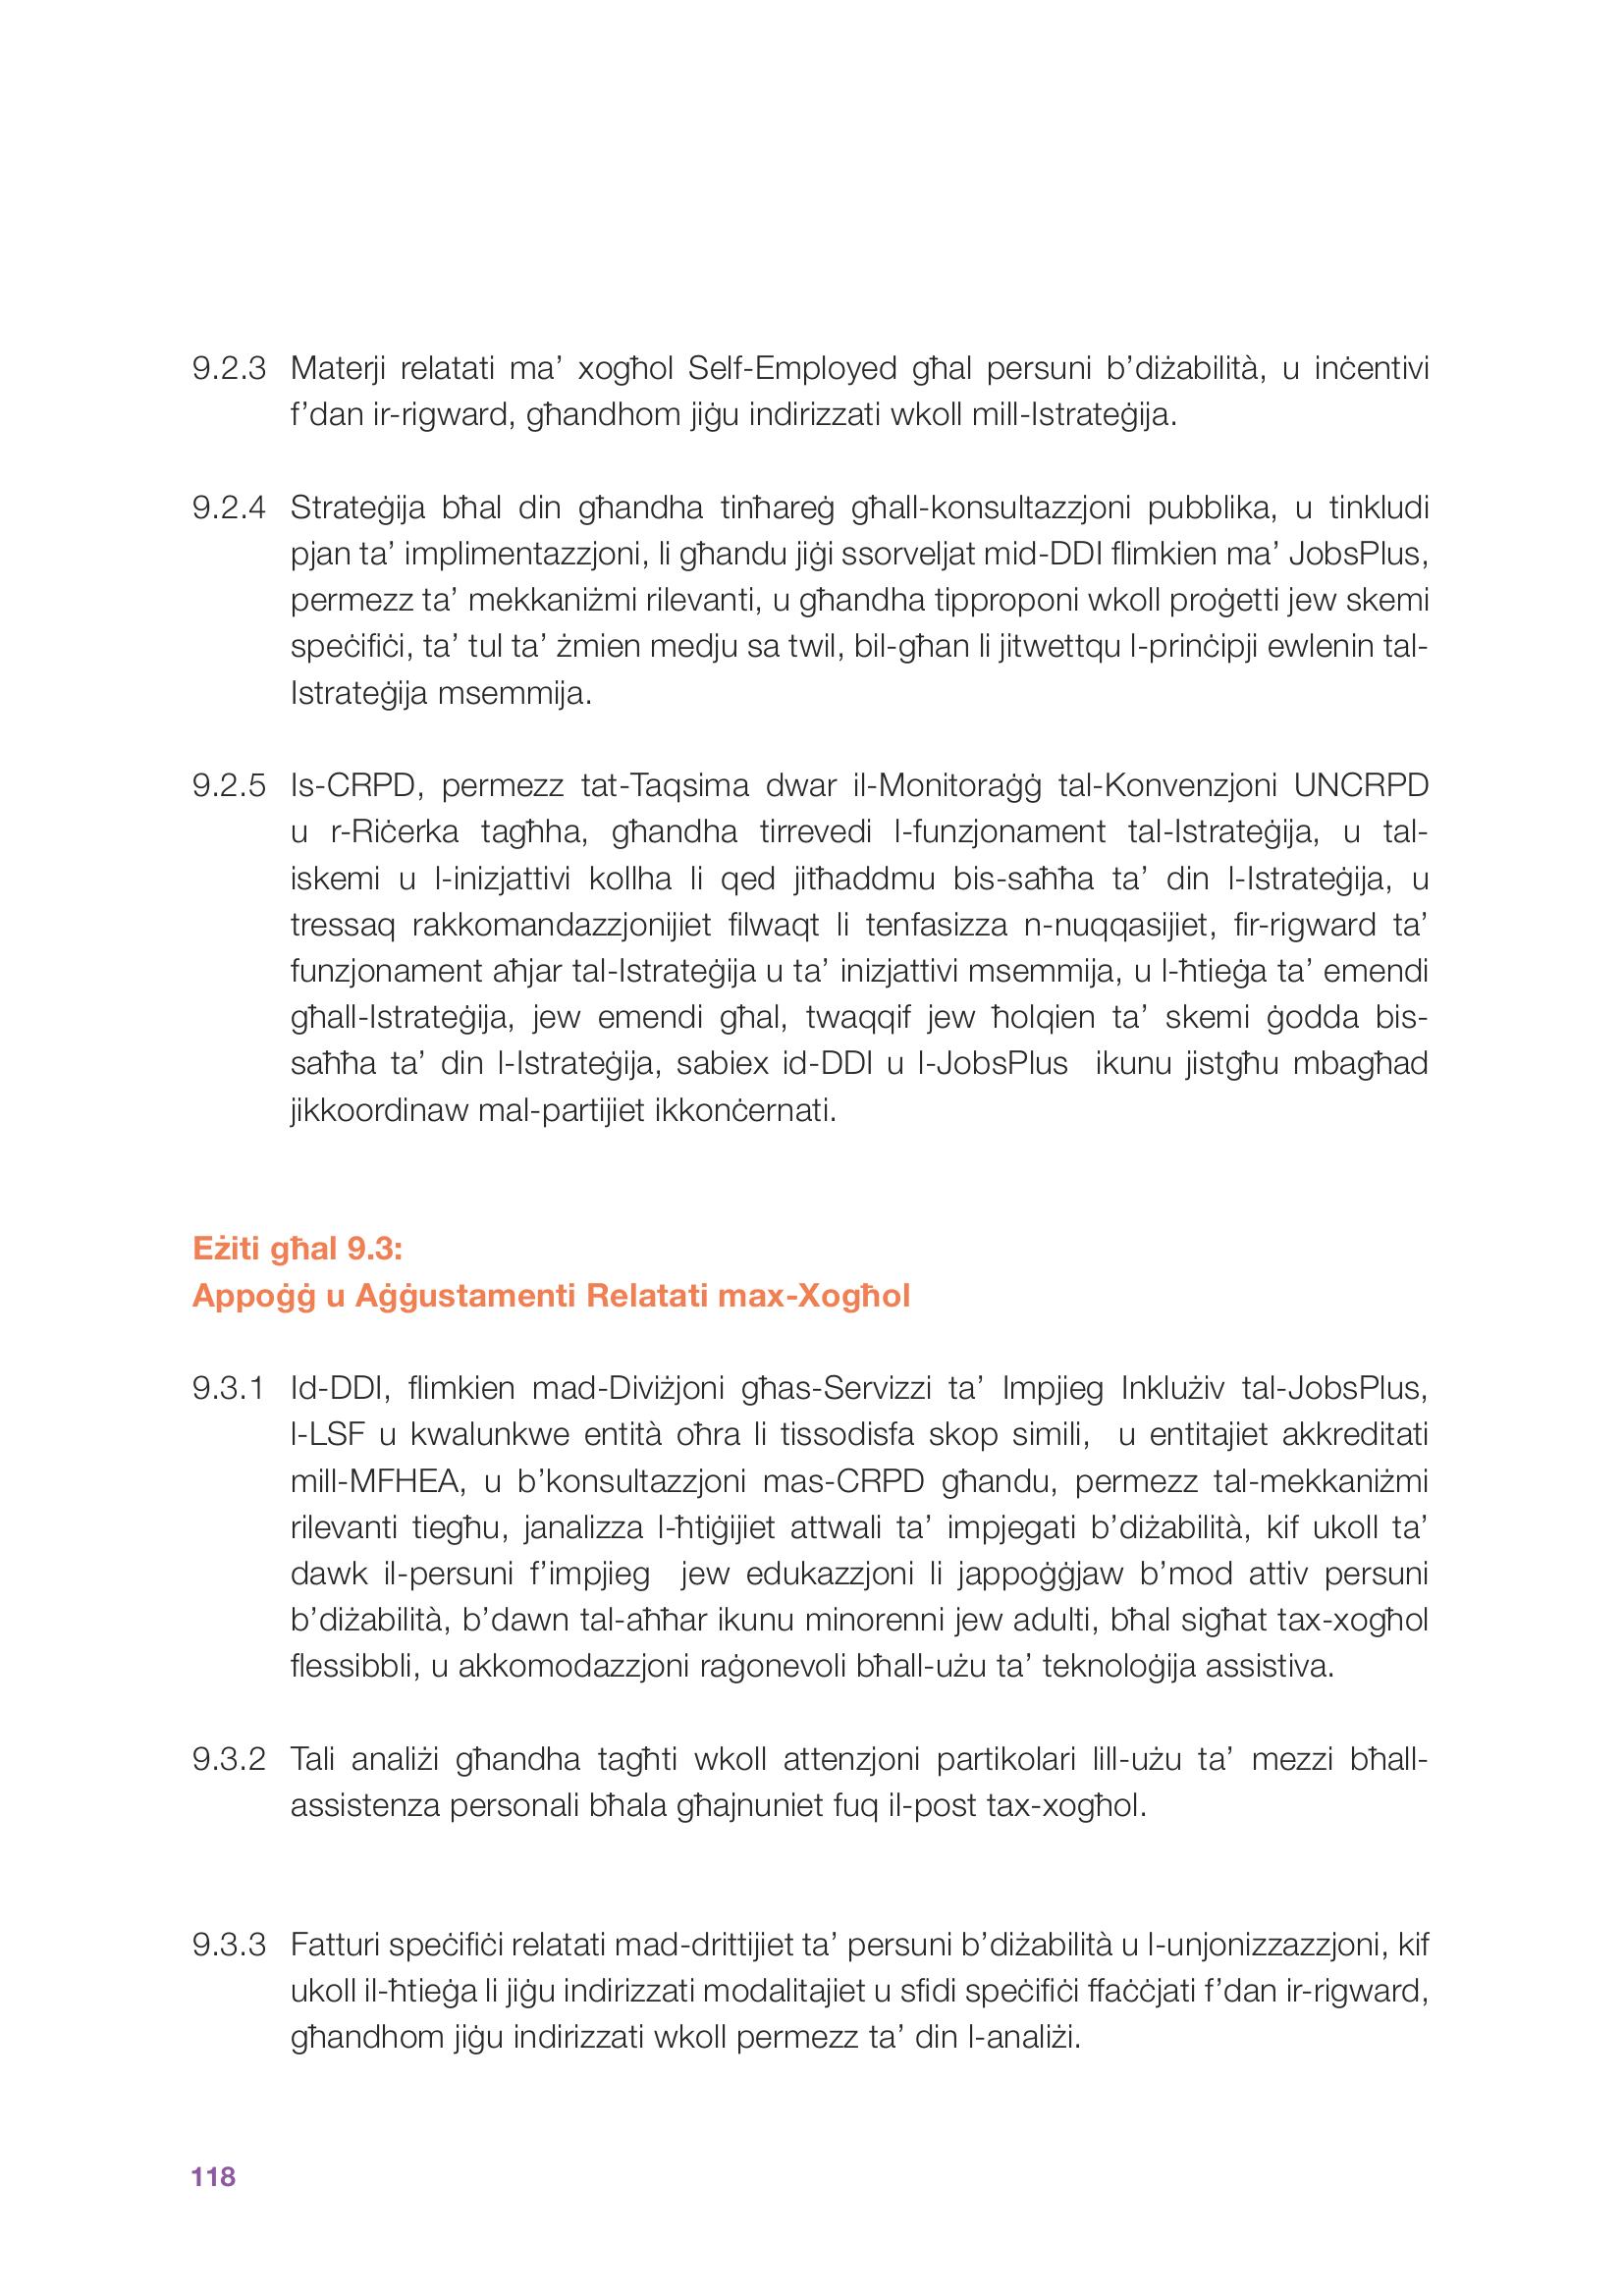 9.2.3 Materji relatati ma’ xogħol Self-Employed għal persuni b’diżabilità, u inċentivi
f’dan ir-rigward, għandhom jiġu indirizzati wkoll mill-Istrateġija.
9.2.4 Strateġija bħal din għandha tinħareġ għall-konsultazzjoni pubblika, u tinkludi
pjan ta’ implimentazzjoni, li għandu jiġi ssorveljat mid-DDI flimkien ma’ JobsPlus,
permezz ta’ mekkaniżmi rilevanti, u għandha tipproponi wkoll proġetti jew skemi
speċifiċi, ta’ tul ta’ żmien medju sa twil, bil-għan li jitwettqu l-prinċipji ewlenin tal-
Istrateġija msemmija.
9.2.5 Is-CRPD, permezz tat-Taqsima dwar il-Monitoraġġ tal-Konvenzjoni UNCRPD
u r-Riċerka tagħha, għandha tirrevedi l-funzjonament tal-Istrateġija, u tal-
iskemi u l-inizjattivi kollha li qed jitħaddmu bis-saħħa ta’ din l-Istrateġija, u
tressaq rakkomandazzjonijiet filwaqt li tenfasizza n-nuqqasijiet, fir-rigward ta’
funzjonament aħjar tal-Istrateġija u ta’ inizjattivi msemmija, u l-ħtieġa ta’ emendi
għall-Istrateġija, jew emendi għal, twaqqif jew ħolqien ta’ skemi ġodda bis-
saħħa ta’ din l-Istrateġija, sabiex id-DDI u l-JobsPlus ikunu jistgħu mbagħad
jikkoordinaw mal-partijiet ikkonċernati.
Eżiti għal 9.3:
Appoġġ u Aġġustamenti Relatati max-Xogħol
9.3.1 Id-DDI, flimkien mad-Diviżjoni għas-Servizzi ta’ Impjieg Inklużiv tal-JobsPlus,
l-LSF u kwalunkwe entità oħra li tissodisfa skop simili, u entitajiet akkreditati
mill-MFHEA, u b’konsultazzjoni mas-CRPD għandu, permezz tal-mekkaniżmi
rilevanti tiegħu, janalizza l-ħtiġijiet attwali ta’ impjegati b’diżabilità, kif ukoll ta’
dawk il-persuni f’impjieg jew edukazzjoni li jappoġġjaw b’mod attiv persuni
b’diżabilità, b’dawn tal-aħħar ikunu minorenni jew adulti, bħal sigħat tax-xogħol
flessibbli, u akkomodazzjoni raġonevoli bħall-użu ta’ teknoloġija assistiva.
9.3.2 Tali analiżi għandha tagħti wkoll attenzjoni partikolari lill-użu ta’ mezzi bħall-
assistenza personali bħala għajnuniet fuq il-post tax-xogħol.
9.3.3 Fatturi speċifiċi relatati mad-drittijiet ta’ persuni b’diżabilità u l-unjonizzazzjoni, kif
ukoll il-ħtieġa li jiġu indirizzati modalitajiet u sfidi speċifiċi ffaċċjati f’dan ir-rigward,
għandhom jiġu indirizzati wkoll permezz ta’ din l-analiżi.
118